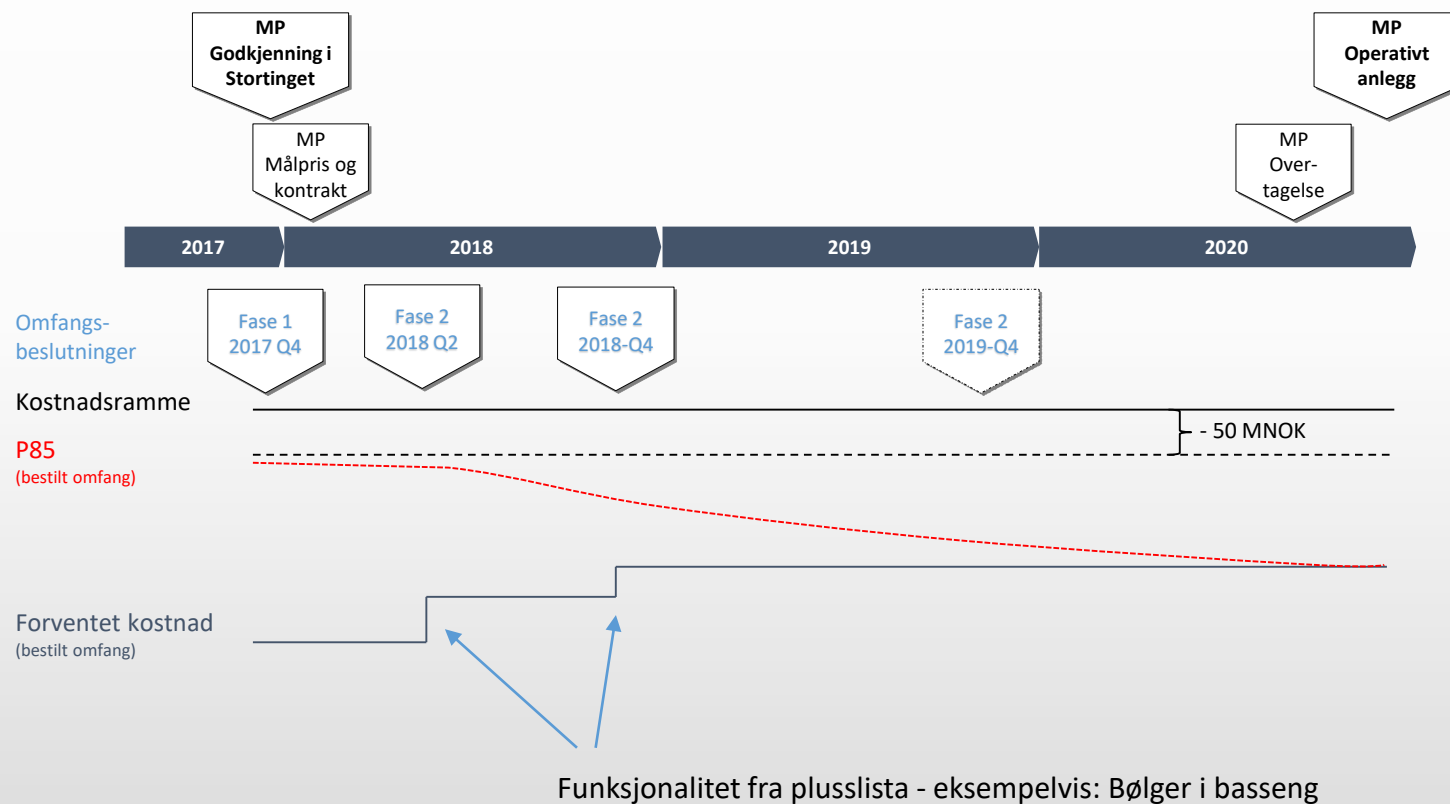 MP
Godkjenning i
Stortinget
MP
Operativt
anlegg
MP
Målpris og
kontrakt
MP
Over-
tagelse
2017
2018
2019
2020
Omfangs-
beslutninger
Fase 1
2017 Q4
Fase 2
2018 Q2
Fase 2
2018-Q4
Fase 2
2019-Q4
Kostnadsramme
- 50 MNOK
P85
(bestilt omfang)
Forventet kostnad
(bestilt omfang)
Funksjonalitet fra plusslista - eksempelvis: Bølger i basseng